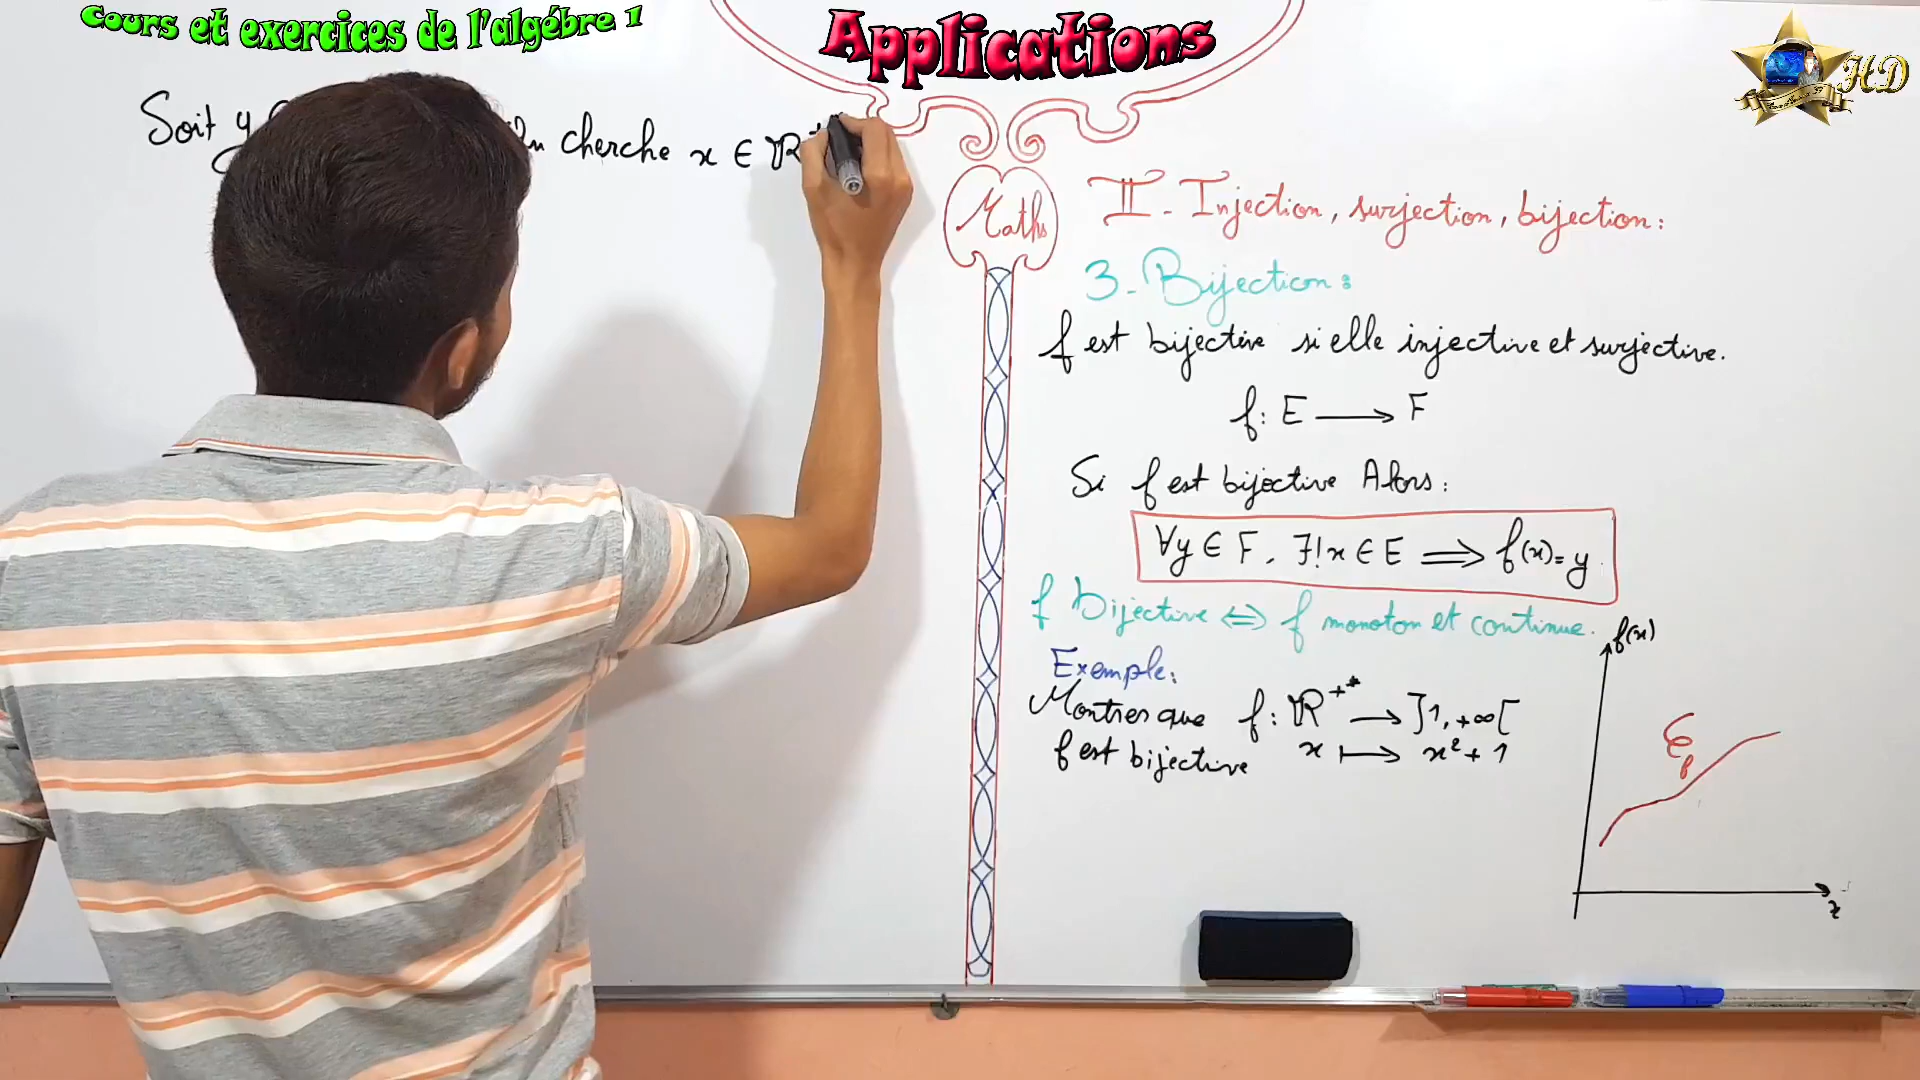 Cours et exercices de l'algébre 1
Applications
HD
Soit y
cherche x ∈ ℝ⁺
Maths
II - Injection, surjection, bijection:
3 - Bijection:
f est bijective si elle injective et surjective.
f: E ⟶ F
Si f est bijective Alors:
∀y ∈ F, ∃!x ∈ E ⟹ f(x)=y.
f Bijective ⇔ f monoton et continue.
Exemple:
Montres que f: ℝ⁺* ⟶ ]1,+∞[
f est bijective x ⟼ x²+1
f(x)
ℰf
x